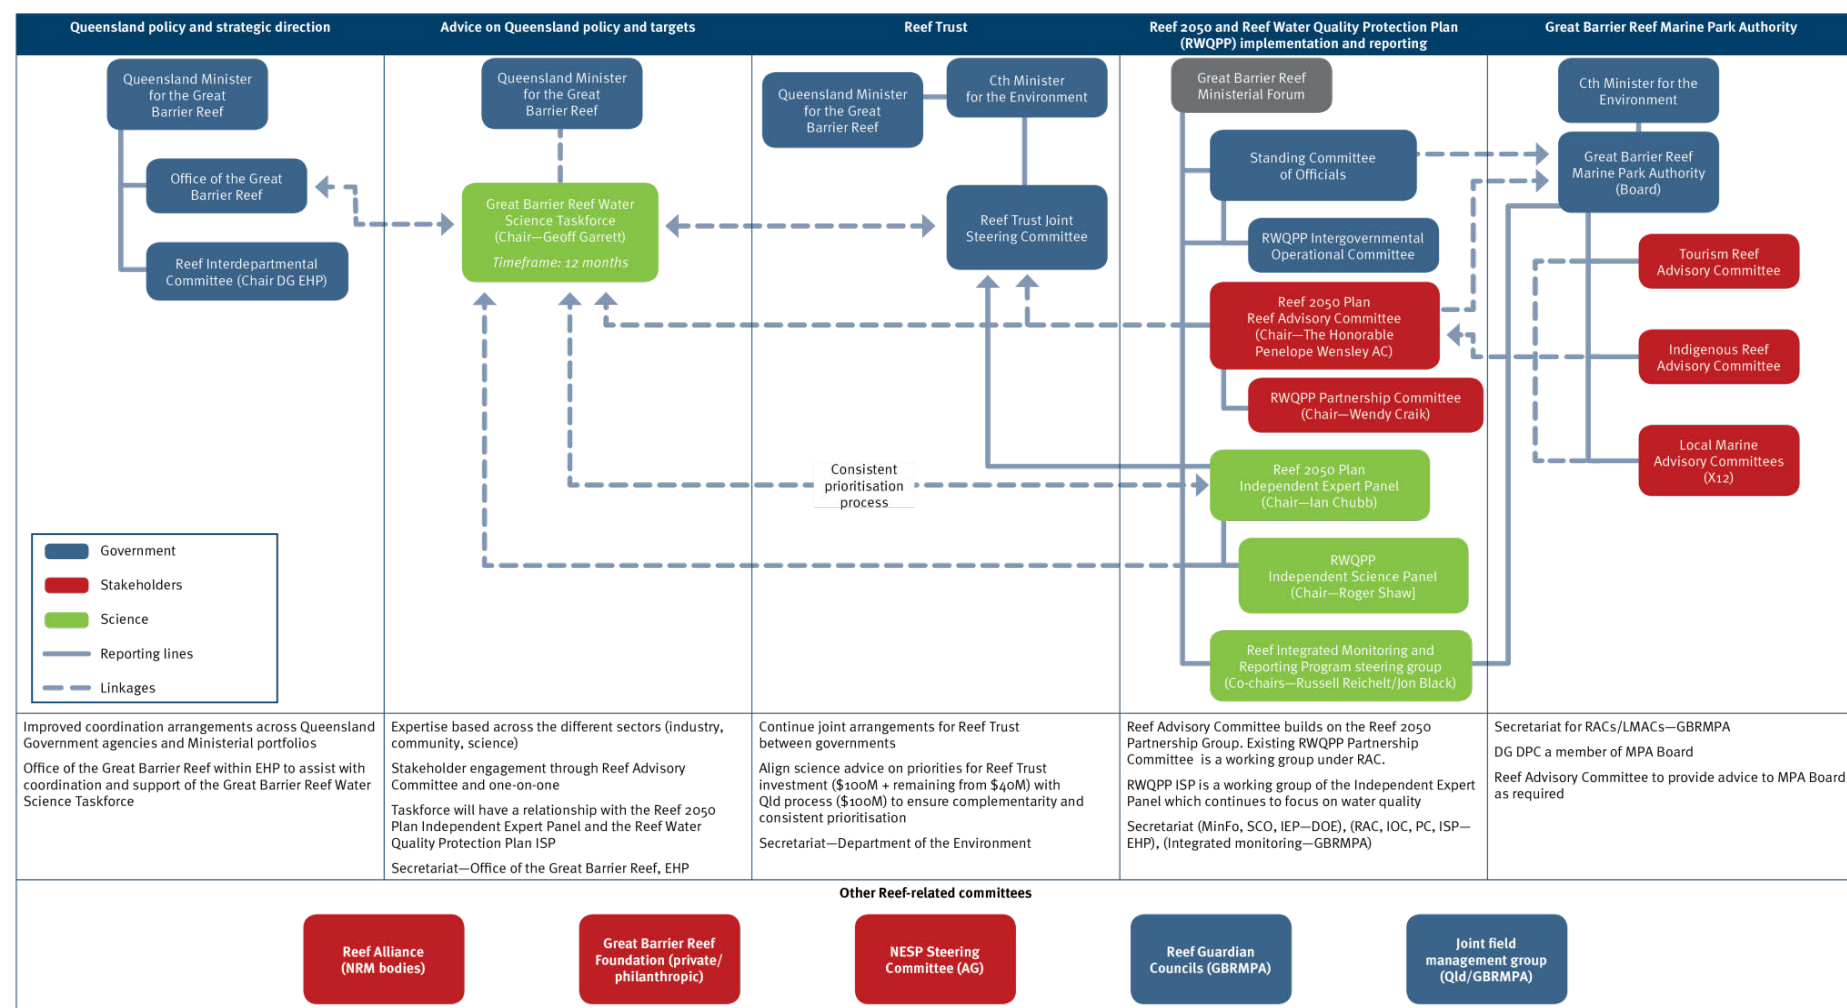 Queensland policy and strategic direction
Advice on Queensland policy and targets
Reef Trust
Reef 2050 and Reef Water Quality Protection Plan
(RWQPP) implementation and reporting
Great Barrier Reef Marine Park Authority
Queensland Minister
for the Great
Barrier Reef
Office of the Great
Barrier Reef
Reef Interdepartmental
Committee (Chair DG EHP)
Queensland Minister
for the Great
Barrier Reef
Great Barrier Reef Water
Science Taskforce
(Chair—Geoff Garrett)
Timeframe: 12 months
Queensland Minister
for the Great
Barrier Reef
Cth Minister
for the Environment
Reef Trust Joint
Steering Committee
Consistent
prioritisation
process
Great Barrier Reef
Ministerial Forum
Standing Committee
of Officials
RWQPP Intergovernmental
Operational Committee
Reef 2050 Plan
Reef Advisory Committee
(Chair—The Honorable
Penelope Wensley AC)
RWQPP Partnership Committee
(Chair—Wendy Craik)
Reef 2050 Plan
Independent Expert Panel
(Chair—Ian Chubb)
RWQPP
Independent Science Panel
(Chair—Roger Shaw]
Reef Integrated Monitoring and
Reporting Program steering group
(Co-chairs—Russell Reichelt/Jon Black)
Cth Minister for the
Environment
Great Barrier Reef
Marine Park Authority
(Board)
Tourism Reef
Advisory Committee
Indigenous Reef
Advisory Committee
Local Marine
Advisory Committees
(X12)
Government
Stakeholders
Science
Reporting lines
Linkages
Improved coordination arrangements across Queensland
Government agencies and Ministerial portfolios
Office of the Great Barrier Reef within EHP to assist with
coordination and support of the Great Barrier Reef Water
Science Taskforce
Expertise based across the different sectors (industry,
community, science)
Stakeholder engagement through Reef Advisory
Committee and one-on-one
Taskforce will have a relationship with the Reef 2050
Plan Independent Expert Panel and the Reef Water
Quality Protection Plan ISP
Secretariat—Office of the Great Barrier Reef, EHP
Continue joint arrangements for Reef Trust
between governments
Align science advice on priorities for Reef Trust
investment ($100M + remaining from $40M) with
Qld process ($100M) to ensure complementarity and
consistent prioritisation
Secretariat—Department of the Environment
Reef Advisory Committee builds on the Reef 2050
Partnership Group. Existing RWQPP Partnership
Committee is a working group under RAC.
RWQPP ISP is a working group of the Independent Expert
Panel which continues to focus on water quality
Secretariat (MinFo, SCO, IEP—DOE), (RAC, IOC, PC, ISP—
EHP), (Integrated monitoring—GBRMPA)
Secretariat for RACs/LMACs—GBRMPA
DG DPC a member of MPA Board
Reef Advisory Committee to provide advice to MPA Board
as required
Other Reef-related committees
Reef Alliance
(NRM bodies)
Great Barrier Reef
Foundation (private/
philanthropic)
NESP Steering
Committee (AG)
Reef Guardian
Councils (GBRMPA)
Joint field
management group
(Qld/GBRMPA)